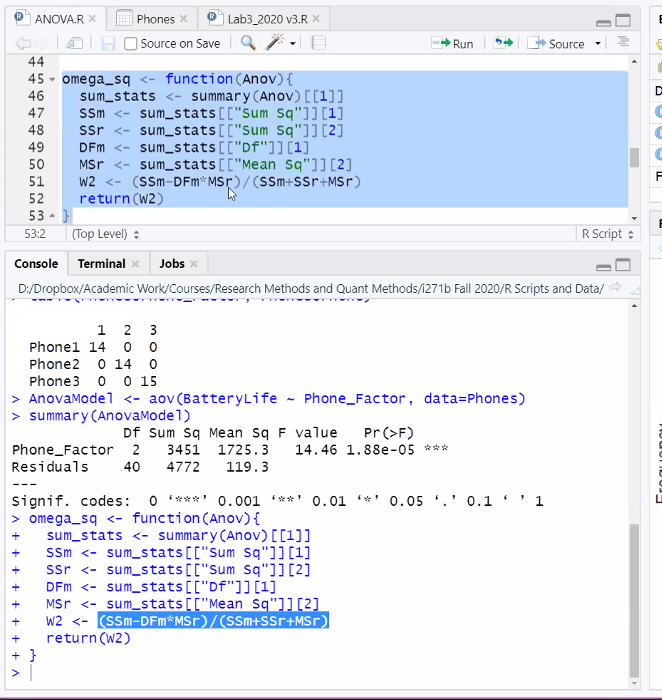 ANOVA.R Phones Lab3_2020 v3.R
Source on Save Run Source
44
45 omega_sq <- function(Anov){
46 sum_stats <- summary(Anov)[[1]]
47 SSm <- sum_stats[["Sum Sq"]][1]
48 SSr <- sum_stats[["Sum Sq"]][2]
49 DFm <- sum_stats[["Df"]][1]
50 MSr <- sum_stats[["Mean Sq"]][2]
51 W2 <- (SSm-DFm*MSr)/(SSm+SSr+MSr)
52 return(W2)
53 }
53:2 (Top Level) R Script
Console Terminal Jobs
D:/Dropbox/Academic Work/Courses/Research Methods and Quant Methods/i271b Fall 2020/R Scripts and Data/
1 2 3
Phone1 14 0 0
Phone2 0 14 0
Phone3 0 0 15
> AnovaModel <- aov(BatteryLife ~ Phone_Factor, data=Phones)
> summary(AnovaModel)
Df Sum Sq Mean Sq F value Pr(>F)
Phone_Factor 2 3451 1725.3 14.46 1.88e-05 ***
Residuals 40 4772 119.3
---
Signif. codes: 0 ‘***’ 0.001 ‘**’ 0.01 ‘*’ 0.05 ‘.’ 0.1 ‘ ’ 1
> omega_sq <- function(Anov){
+ sum_stats <- summary(Anov)[[1]]
+ SSm <- sum_stats[["Sum Sq"]][1]
+ SSr <- sum_stats[["Sum Sq"]][2]
+ DFm <- sum_stats[["Df"]][1]
+ MSr <- sum_stats[["Mean Sq"]][2]
+ W2 <- (SSm-DFm*MSr)/(SSm+SSr+MSr)
+ return(W2)
+ }
>